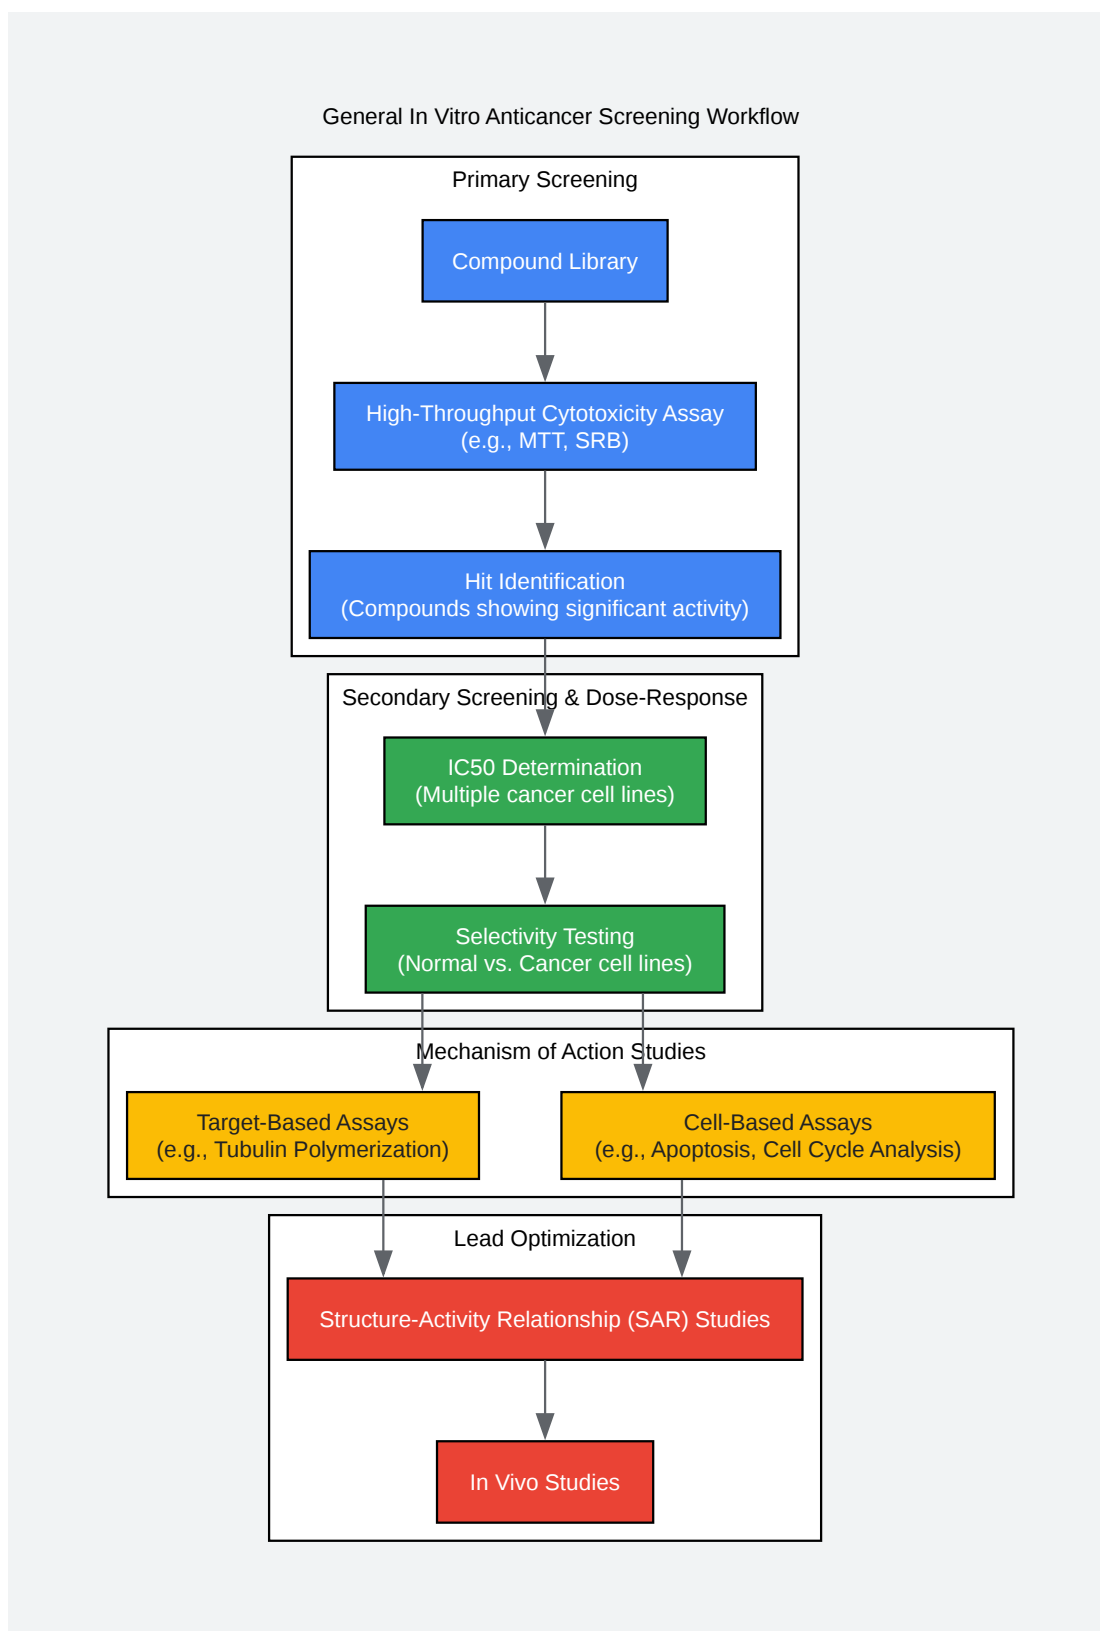 General In Vitro Anticancer Screening Workflow
Primary Screening
Compound Library
High-Throughput Cytotoxicity Assay
(e.g., MTT, SRB)
Hit Identification
(Compounds showing significant activity)
Secondary Screening & Dose-Response
IC50 Determination
(Multiple cancer cell lines)
Selectivity Testing
(Normal vs. Cancer cell lines)
Mechanism of Action Studies
Target-Based Assays
(e.g., Tubulin Polymerization)
Cell-Based Assays
(e.g., Apoptosis, Cell Cycle Analysis)
Lead Optimization
Structure-Activity Relationship (SAR) Studies
In Vivo Studies